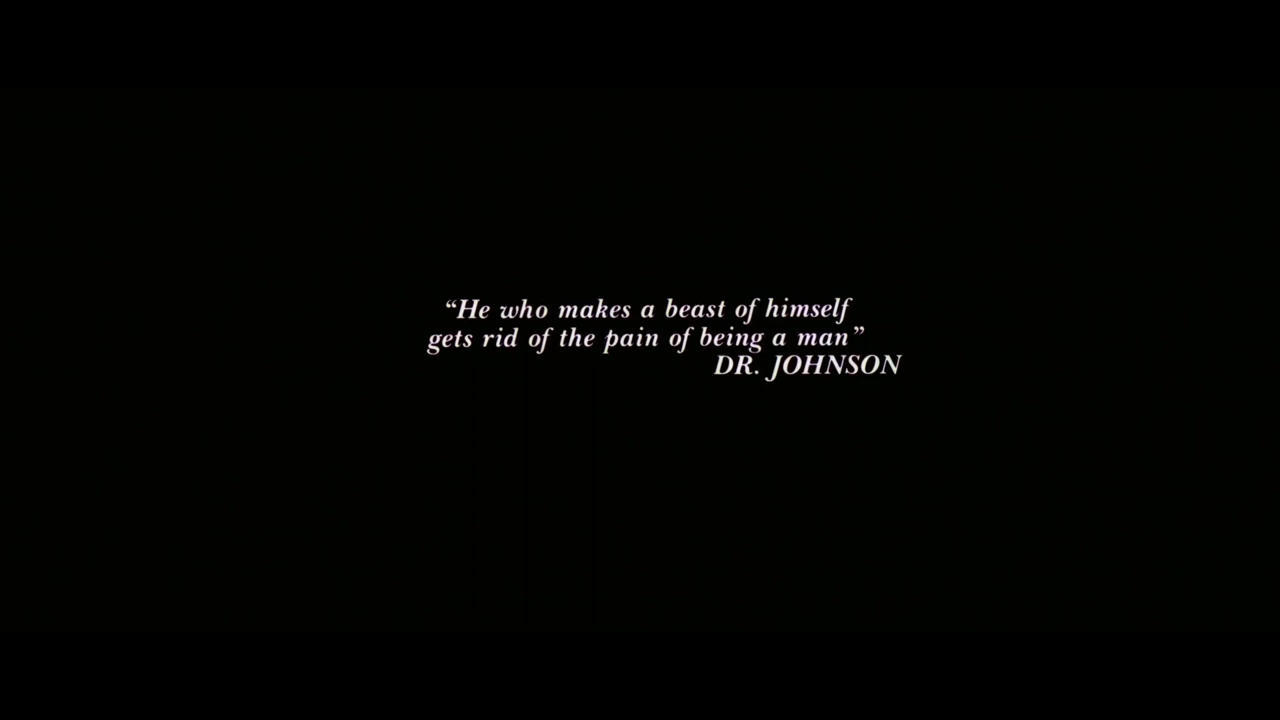 “He who makes a beast of himself
gets rid of the pain of being a man”
DR. JOHNSON